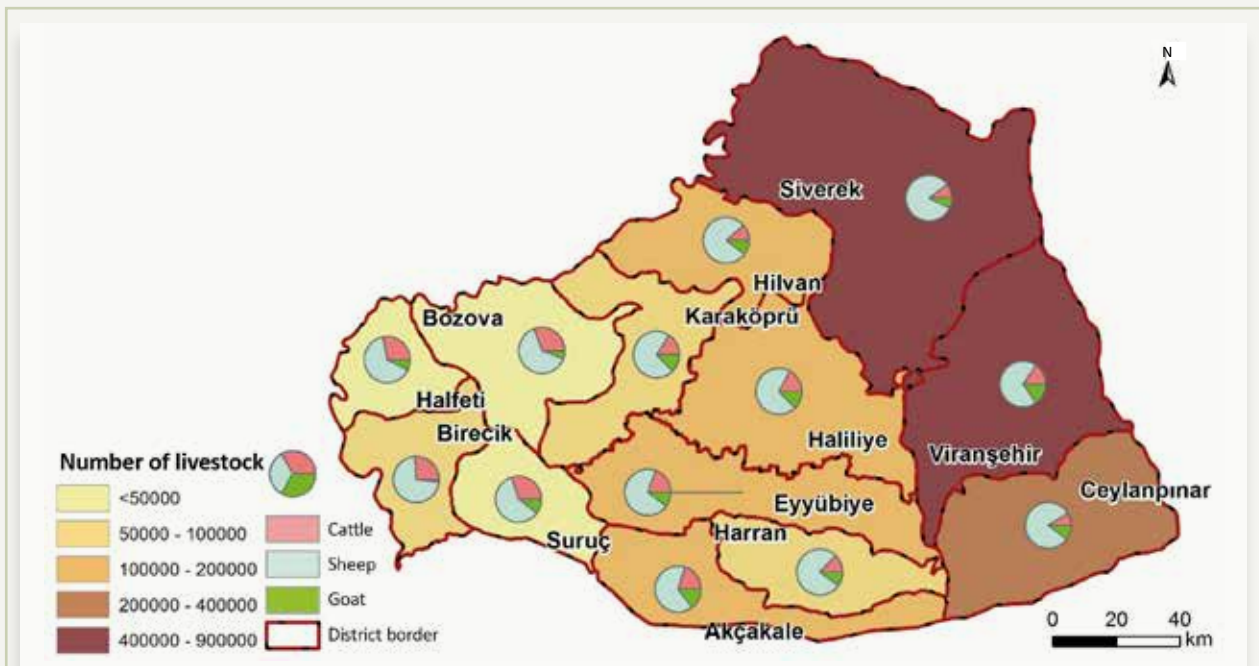 N
Siverek
Hilvan
Karaköprü
Bozova
Halfeti
Birecik
Haliliye
Viranşehir
Ceylanpınar
Eyyübiye
Harran
Suruç
Akçakale
Number of livestock
<50000
50000 - 100000
100000 - 200000
200000 - 400000
400000 - 900000
Cattle
Sheep
Goat
District border
0 20 40
km